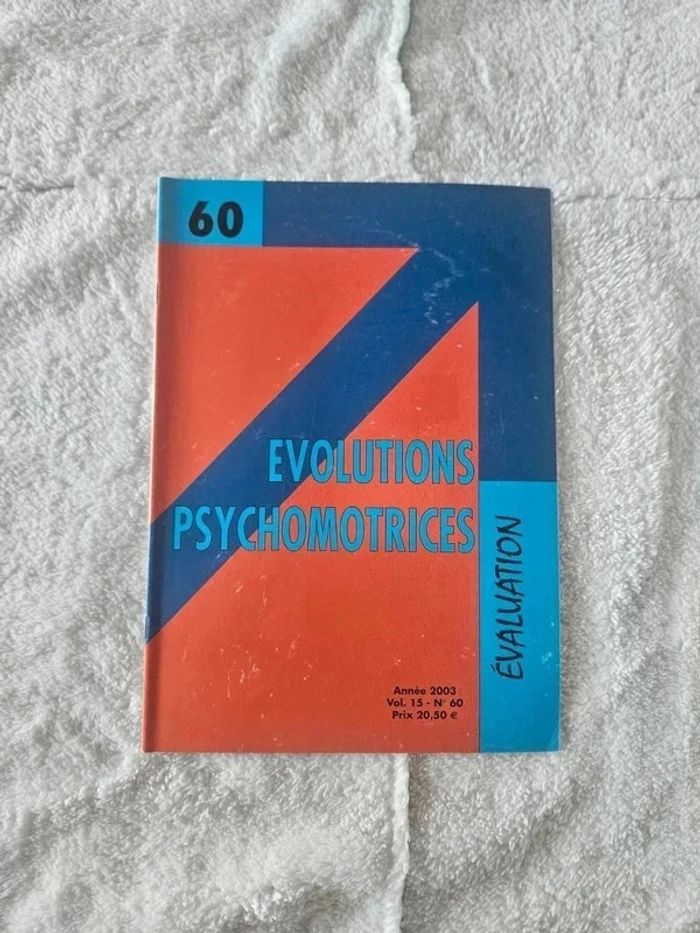 60
EVOLUTIONS
PSYCHOMOTRICES
ÉVALUATION
Année 2003
Vol. 15 - N° 60
Prix 20,50 €